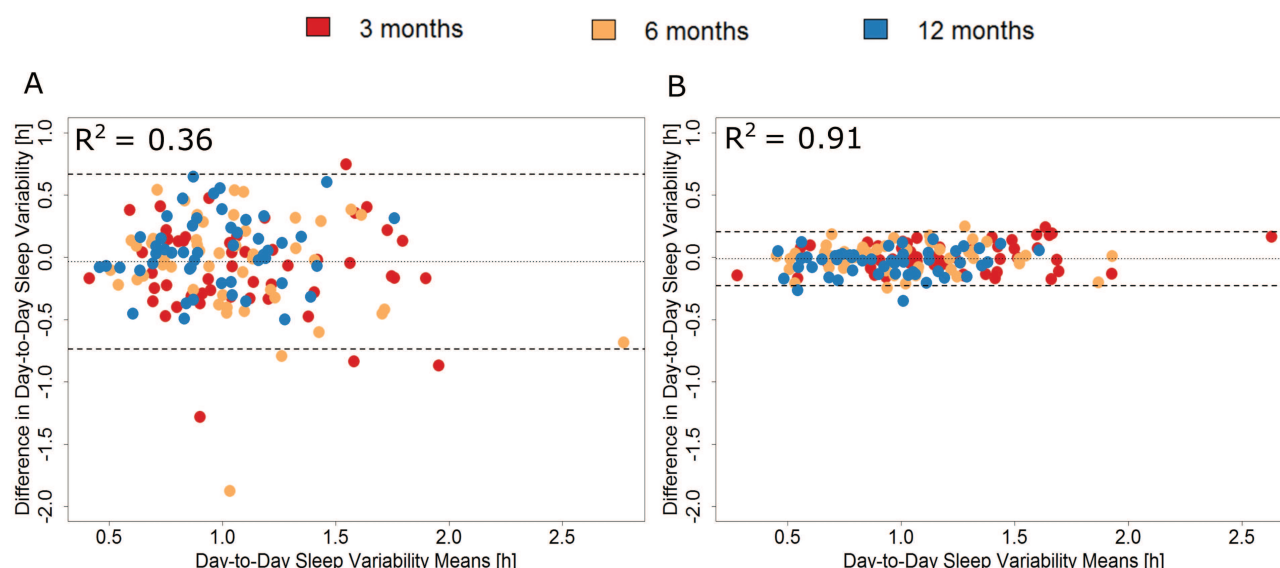 3 months 6 months 12 months
A
R² = 0.36
Difference in Day-to-Day Sleep Variability [h]
1.0
0.5
0.0
-0.5
-1.0
-1.5
-2.0
0.5 1.0 1.5 2.0 2.5
Day-to-Day Sleep Variability Means [h]
B
R² = 0.91
Difference in Day-to-Day Sleep Variability [h]
1.0
0.5
0.0
-0.5
-1.0
-1.5
-2.0
0.5 1.0 1.5 2.0 2.5
Day-to-Day Sleep Variability Means [h]